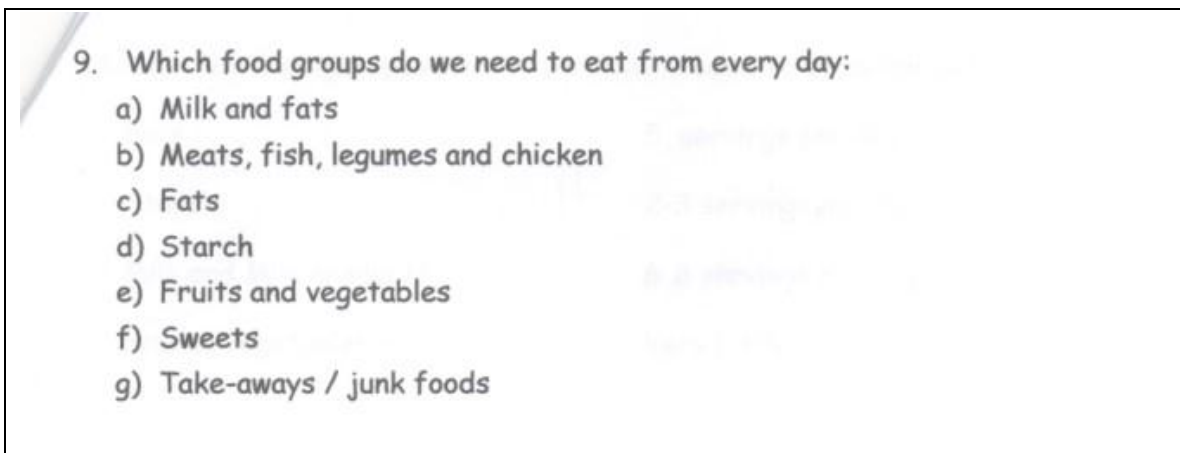 9. Which food groups do we need to eat from every day:
a) Milk and fats
b) Meats, fish, legumes and chicken
c) Fats
d) Starch
e) Fruits and vegetables
f) Sweets
g) Take-aways / junk foods